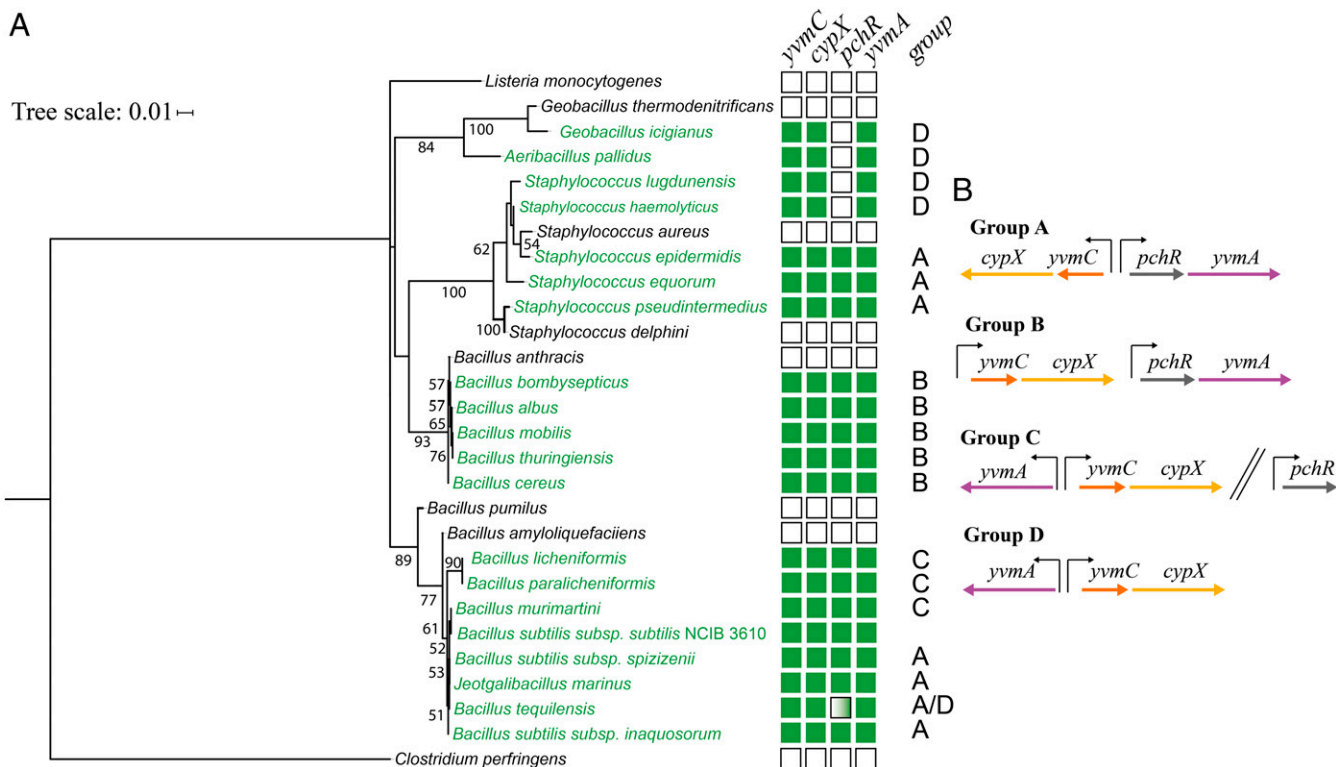 A
yvmC cypX pchR yvmA group
Tree scale: 0.01
Listeria monocytogenes
Geobacillus thermodenitrificans
100
Geobacillus icigianus D
84
Aeribacillus pallidus D
Staphylococcus lugdunensis D
Staphylococcus haemolyticus D
Staphylococcus aureus
62
54
Staphylococcus epidermidis A
Staphylococcus equorum A
100
Staphylococcus pseudintermedius A
100
Staphylococcus delphini
Bacillus anthracis
57
Bacillus bombysepticus B
57
Bacillus albus B
65
Bacillus mobilis B
93
76
Bacillus thuringiensis B
Bacillus cereus B
Bacillus pumilus
Bacillus amyloliquefaciiens
89
90
Bacillus licheniformis C
Bacillus paralicheniformis C
77
Bacillus murimartini C
61
Bacillus subtilis subsp. subtilis NCIB 3610
52
Bacillus subtilis subsp. spizizenii A
53
Jeotgalibacillus marinus A
51
Bacillus tequilensis A/D
Bacillus subtilis subsp. inaquosorum A
Clostridium perfringens
B
Group A
cypX yvmC pchR yvmA
Group B
yvmC cypX pchR yvmA
Group C
yvmA yvmC cypX pchR
Group D
yvmA yvmC cypX